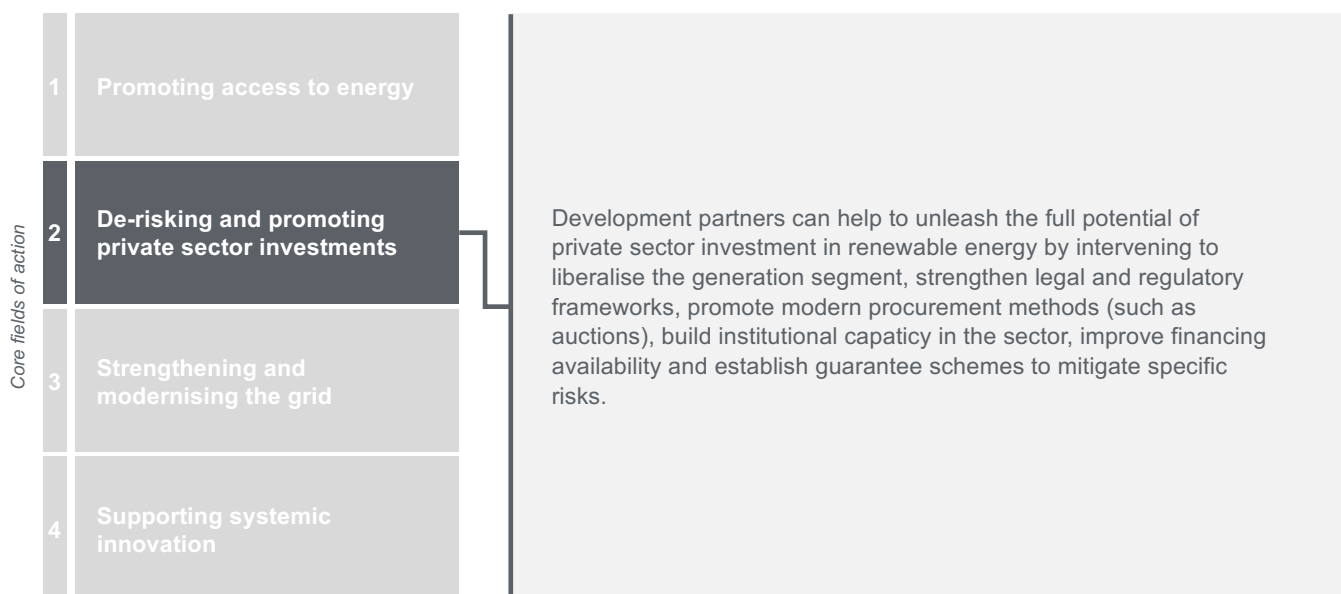 Core fields of action
1
Promoting access to energy
2
De-risking and promoting
private sector investments
3
Strengthening and
modernising the grid
4
Supporting systemic
innovation
Development partners can help to unleash the full potential of
private sector investment in renewable energy by intervening to
liberalise the generation segment, strengthen legal and regulatory
frameworks, promote modern procurement methods (such as
auctions), build institutional capaticy in the sector, improve financing
availability and establish guarantee schemes to mitigate specific
risks.